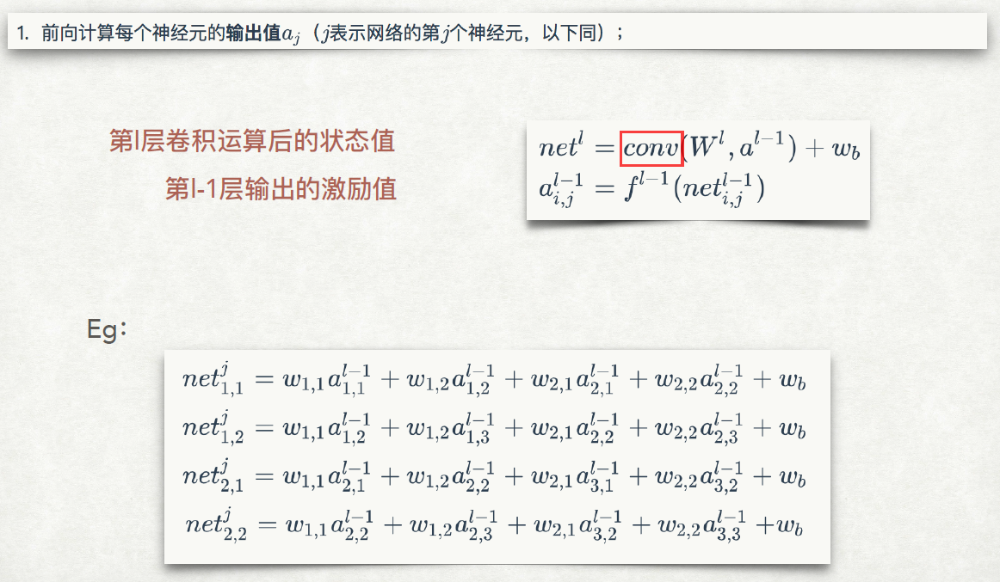 1. 前向计算每个神经元的输出值$a_j$（$j$表示网络的第$j$个神经元，以下同）；
第l层卷积运算后的状态值
$net^l = conv(W^l, a^{l-1}) + w_b$
第l-1层输出的激励值
$a_{i,j}^{l-1} = f^{l-1}(net_{i,j}^{l-1})$
Eg：
$net_{1,1}^j = w_{1,1}a_{1,1}^{l-1} + w_{1,2}a_{1,2}^{l-1} + w_{2,1}a_{2,1}^{l-1} + w_{2,2}a_{2,2}^{l-1} + w_b$
$net_{1,2}^j = w_{1,1}a_{1,2}^{l-1} + w_{1,2}a_{1,3}^{l-1} + w_{2,1}a_{2,2}^{l-1} + w_{2,2}a_{2,3}^{l-1} + w_b$
$net_{2,1}^j = w_{1,1}a_{2,1}^{l-1} + w_{1,2}a_{2,2}^{l-1} + w_{2,1}a_{3,1}^{l-1} + w_{2,2}a_{3,2}^{l-1} + w_b$
$net_{2,2}^j = w_{1,1}a_{2,2}^{l-1} + w_{1,2}a_{2,3}^{l-1} + w_{2,1}a_{3,2}^{l-1} + w_{2,2}a_{3,3}^{l-1} + w_b$